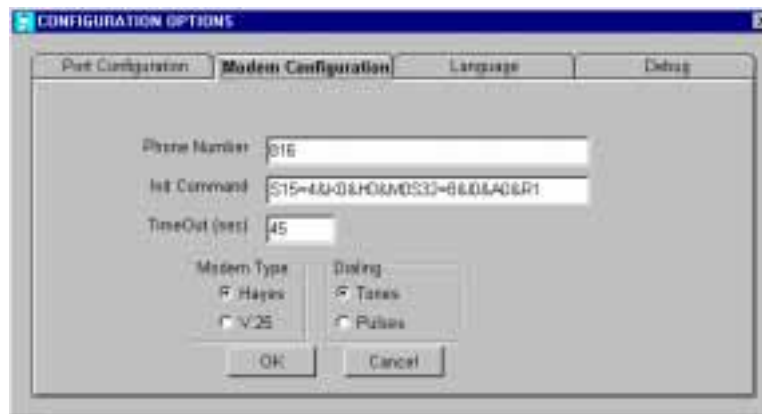 CONFIGURATION OPTIONS
Port Configuration
Modem Configuration
Language
Debug
Phone Number
816
Init Command
TimeOut (sec)
45
Modem Type
Hayes
V.25
Dialing
Tones
Pulses
OK
Cancel